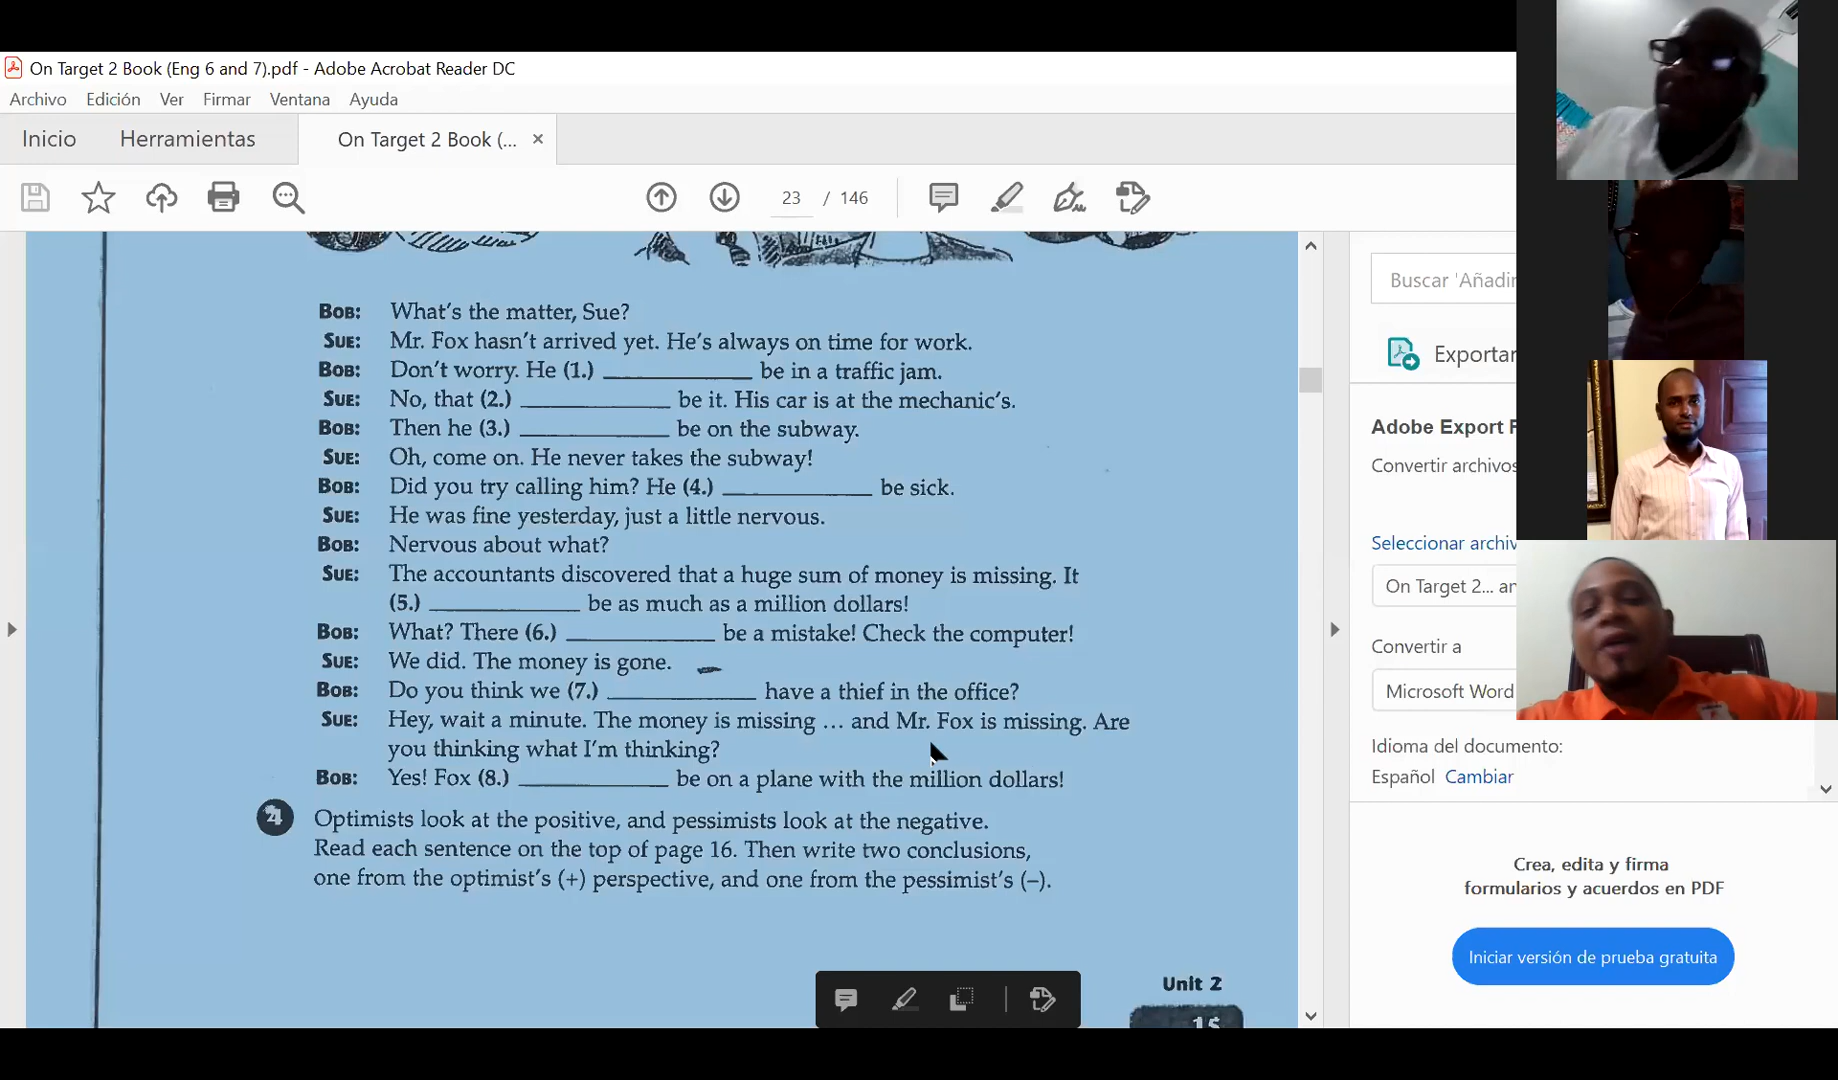 On Target 2 Book (Eng 6 and 7).pdf - Adobe Acrobat Reader DC
Archivo Edición Ver Firmar Ventana Ayuda
Inicio Herramientas On Target 2 Book (... ×
23 / 146
BOB: What's the matter, Sue?
SUE: Mr. Fox hasn't arrived yet. He's always on time for work.
BOB: Don't worry. He (1.) ____________ be in a traffic jam.
SUE: No, that (2.) ____________ be it. His car is at the mechanic's.
BOB: Then he (3.) ____________ be on the subway.
SUE: Oh, come on. He never takes the subway!
BOB: Did you try calling him? He (4.) ____________ be sick.
SUE: He was fine yesterday, just a little nervous.
BOB: Nervous about what?
SUE: The accountants discovered that a huge sum of money is missing. It
(5.) ____________ be as much as a million dollars!
BOB: What? There (6.) ____________ be a mistake! Check the computer!
SUE: We did. The money is gone.
BOB: Do you think we (7.) ____________ have a thief in the office?
SUE: Hey, wait a minute. The money is missing ... and Mr. Fox is missing. Are
you thinking what I'm thinking?
BOB: Yes! Fox (8.) ____________ be on a plane with the million dollars!
4 Optimists look at the positive, and pessimists look at the negative.
Read each sentence on the top of page 16. Then write two conclusions,
one from the optimist's (+) perspective, and one from the pessimist's (–).
Unit 2
15
Buscar 'Añadir
Exportar
Adobe Export
Convertir archivos
Seleccionar archiv
On Target 2... an
Convertir a
Microsoft Word
Idioma del documento:
Español Cambiar
Crea, edita y firma
formularios y acuerdos en PDF
Iniciar versión de prueba gratuita